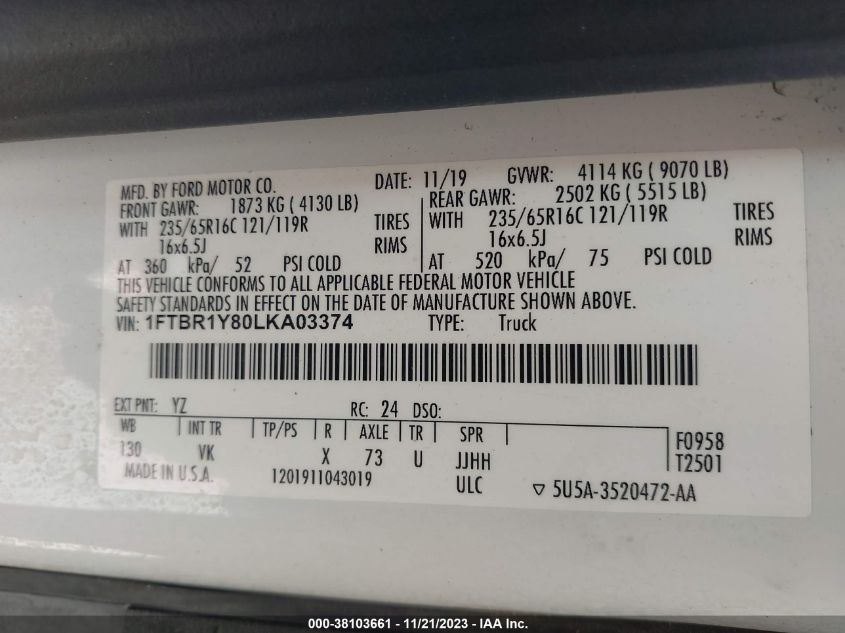 MFD. BY FORD MOTOR CO. DATE: 11/19 GVWR: 4114 KG ( 9070 LB)
FRONT GAWR: 1873 KG ( 4130 LB) REAR GAWR: 2502 KG ( 5515 LB)
WITH 235/65R16C 121/119R TIRES WITH 235/65R16C 121/119R TIRES
16x6.5J RIMS 16x6.5J RIMS
AT 360 kPa/ 52 PSI COLD AT 520 kPa/ 75 PSI COLD
THIS VEHICLE CONFORMS TO ALL APPLICABLE FEDERAL MOTOR VEHICLE
SAFETY STANDARDS IN EFFECT ON THE DATE OF MANUFACTURE SHOWN ABOVE.
VIN: 1FTBR1Y80LKA03374 TYPE: Truck
EXT PNT: YZ RC: 24 DSO:
WB INT TR TP/PS R AXLE TR SPR F0958
130 VK X 73 U JJHH T2501
MADE IN U.S.A. 1201911043019 ULC ▽ 5U5A-3520472-AA
000-38103661 - 11/21/2023 - IAA Inc.